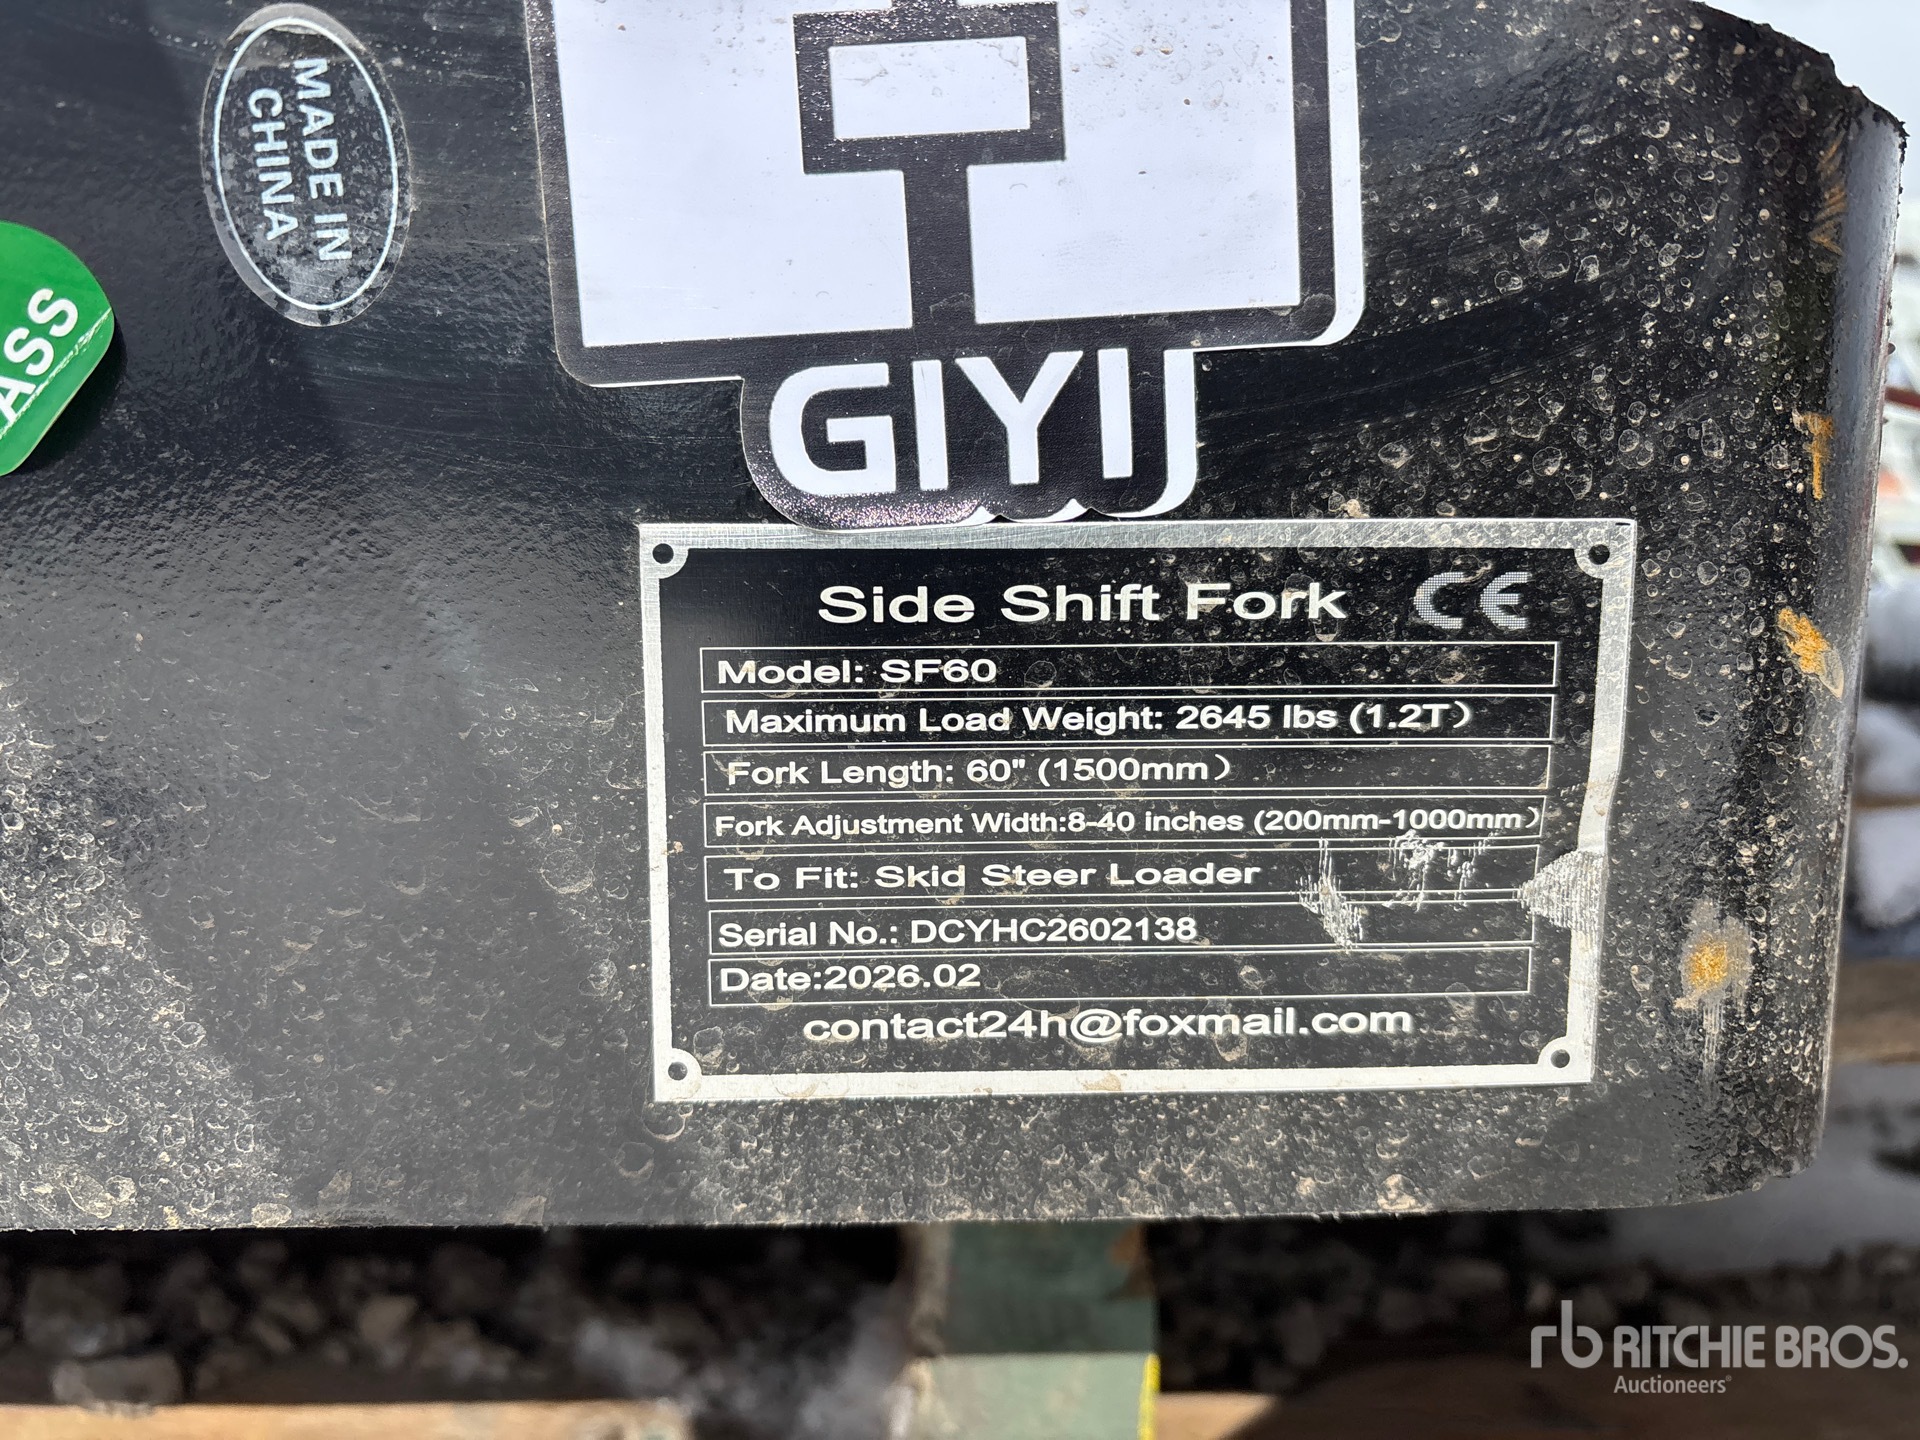 MADE IN
CHINA
ASS
GIYI
Side Shift Fork CE
Model: SF60
Maximum Load Weight: 2645 lbs (1.2T)
Fork Length: 60" (1500mm)
Fork Adjustment Width:8-40 inches (200mm-1000mm)
To Fit: Skid Steer Loader
Serial No.: DCYHC2602138
Date:2026.02
contact24h@foxmail.com
rb RITCHIE BROS.
Auctioneers